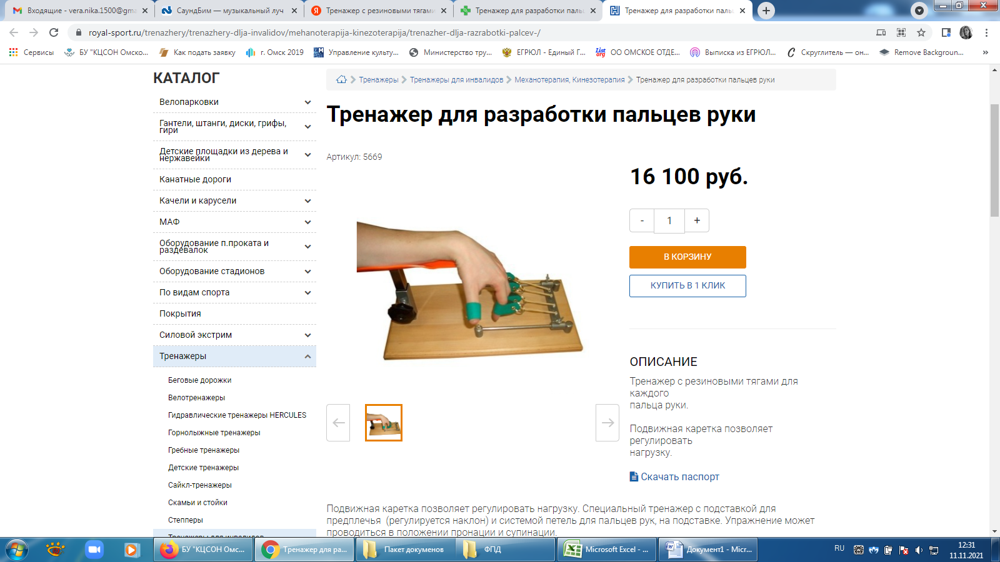 Входящие - vera.nika.1500@gma
СаундБим — музыкальный луч
Тренажер с резиновыми тягами
Тренажер для разработки паль
Тренажер для разработки паль
royal-sport.ru/trenazhery/trenazhery-dlja-invalidov/mehanoterapija-kinezoterapija/trenazher-dlja-razrabotki-palcev-/
Сервисы
БУ "КЦСОН Омско...
Как подать заявку
г. Омск 2019
Управление культу...
Министерство тру...
ЕГРЮЛ - Единый Г...
ОО ОМСКОЕ ОТДЕ...
Выписка из ЕГРЮЛ...
Скруглитель — он...
Remove Backgroun...
»
КАТАЛОГ
Велопарковки
Гантели, штанги, диски, грифы,
гири
Детские площадки из дерева и
нержавейки
Канатные дороги
Качели и карусели
МАФ
Оборудование п.проката и
раздевалок
Оборудование стадионов
По видам спорта
Покрытия
Силовой экстрим
Тренажеры
Беговые дорожки
Велотренажеры
Гидравлические тренажеры HERCULES
Горнолыжные тренажеры
Гребные тренажеры
Детские тренажеры
Сайкл-тренажеры
Скамьи и стойки
Степперы
Тренажеры для инвалидов
Тренажеры
Тренажеры для инвалидов
Механотерапия, Кинезотерапия
Тренажер для разработки пальцев руки
Тренажер для разработки пальцев руки
Артикул: 5669
16 100 руб.
- 1 +
В КОРЗИНУ
КУПИТЬ В 1 КЛИК
ОПИСАНИЕ
Тренажер с резиновыми тягами для
каждого
пальца руки.
Подвижная каретка позволяет
регулировать
нагрузку.
Скачать паспорт
Подвижная каретка позволяет регулировать нагрузку. Специальный тренажер с подставкой для
предплечья (регулируется наклон) и системой петель для пальцев рук, на подставке. Упражнение может
проводиться в положении пронации и супинации.
БУ "КЦСОН Омс...
Тренажер для ра...
Пакет докуменов
ФПД
Microsoft Excel - ...
Документ1 - Micr...
RU
12:31
11.11.2021